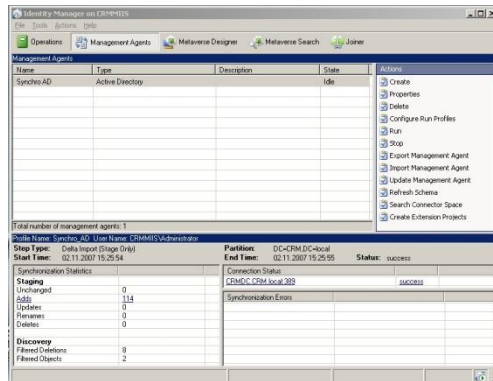 Identity Manager on CRMMIIS
File Tools Actions Help
Operations Management Agents Metaverse Designer Metaverse Search Joiner
Management Agents
Name Type Description State
Synchro AD Active Directory Idle
Actions
Create
Properties
Delete
Configure Run Profiles
Run
Stop
Export Management Agent
Import Management Agent
Update Management Agent
Refresh Schema
Search Connector Space
Create Extension Projects
Total number of management agents: 1
Profile Name: Synchro_AD User Name: CRMMIIS\Administrator
Step Type: Delta Import (Stage Only) Partition: DC=CRM,DC=local
Start Time: 02.11.2007 15:25:54 End Time: 02.11.2007 15:25:55 Status: success
Synchronization Statistics
Staging
Unchanged 0
Adds 114
Updates 0
Renames 0
Deletes 0
Discovery
Filtered Deletions 8
Filtered Objects 2
Connection Status
CRMDC.CRM.local:389 success
Synchronization Errors